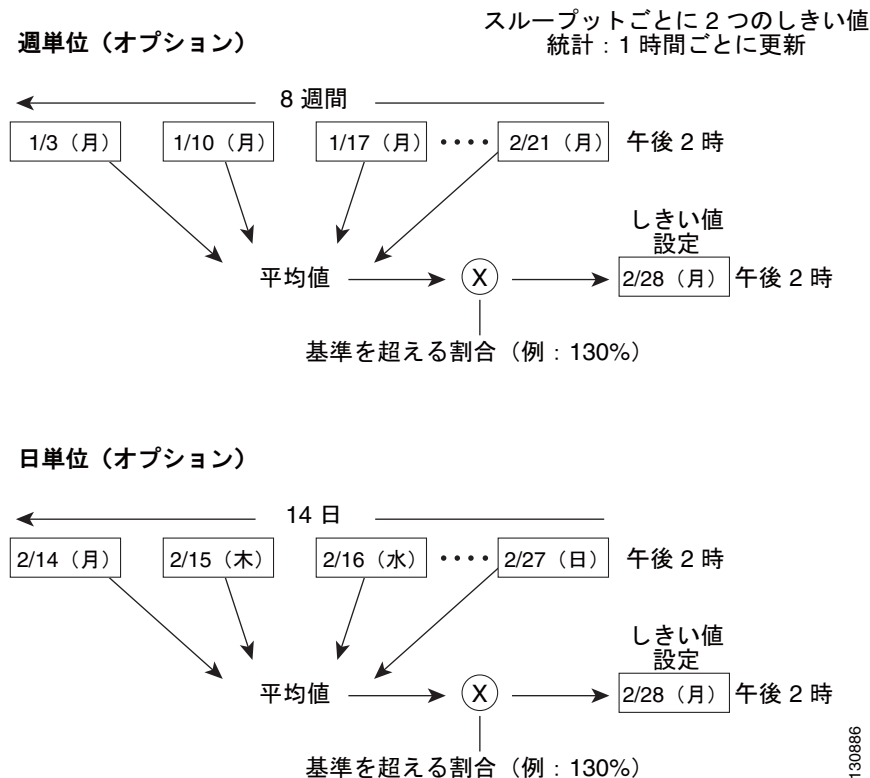 スループットごとに 2 つのしきい値
統計：1 時間ごとに更新
週単位（オプション）
8 週間
1/3（月） 1/10（月） 1/17（月） ････ 2/21（月） 午後 2 時
しきい値
設定
平均値 X 2/28（月） 午後 2 時
基準を超える割合（例：130%）
日単位（オプション）
14 日
2/14（月） 2/15（木） 2/16（水） ････ 2/27（日） 午後 2 時
しきい値
設定
平均値 X 2/28（月） 午後 2 時
基準を超える割合（例：130%）
130886